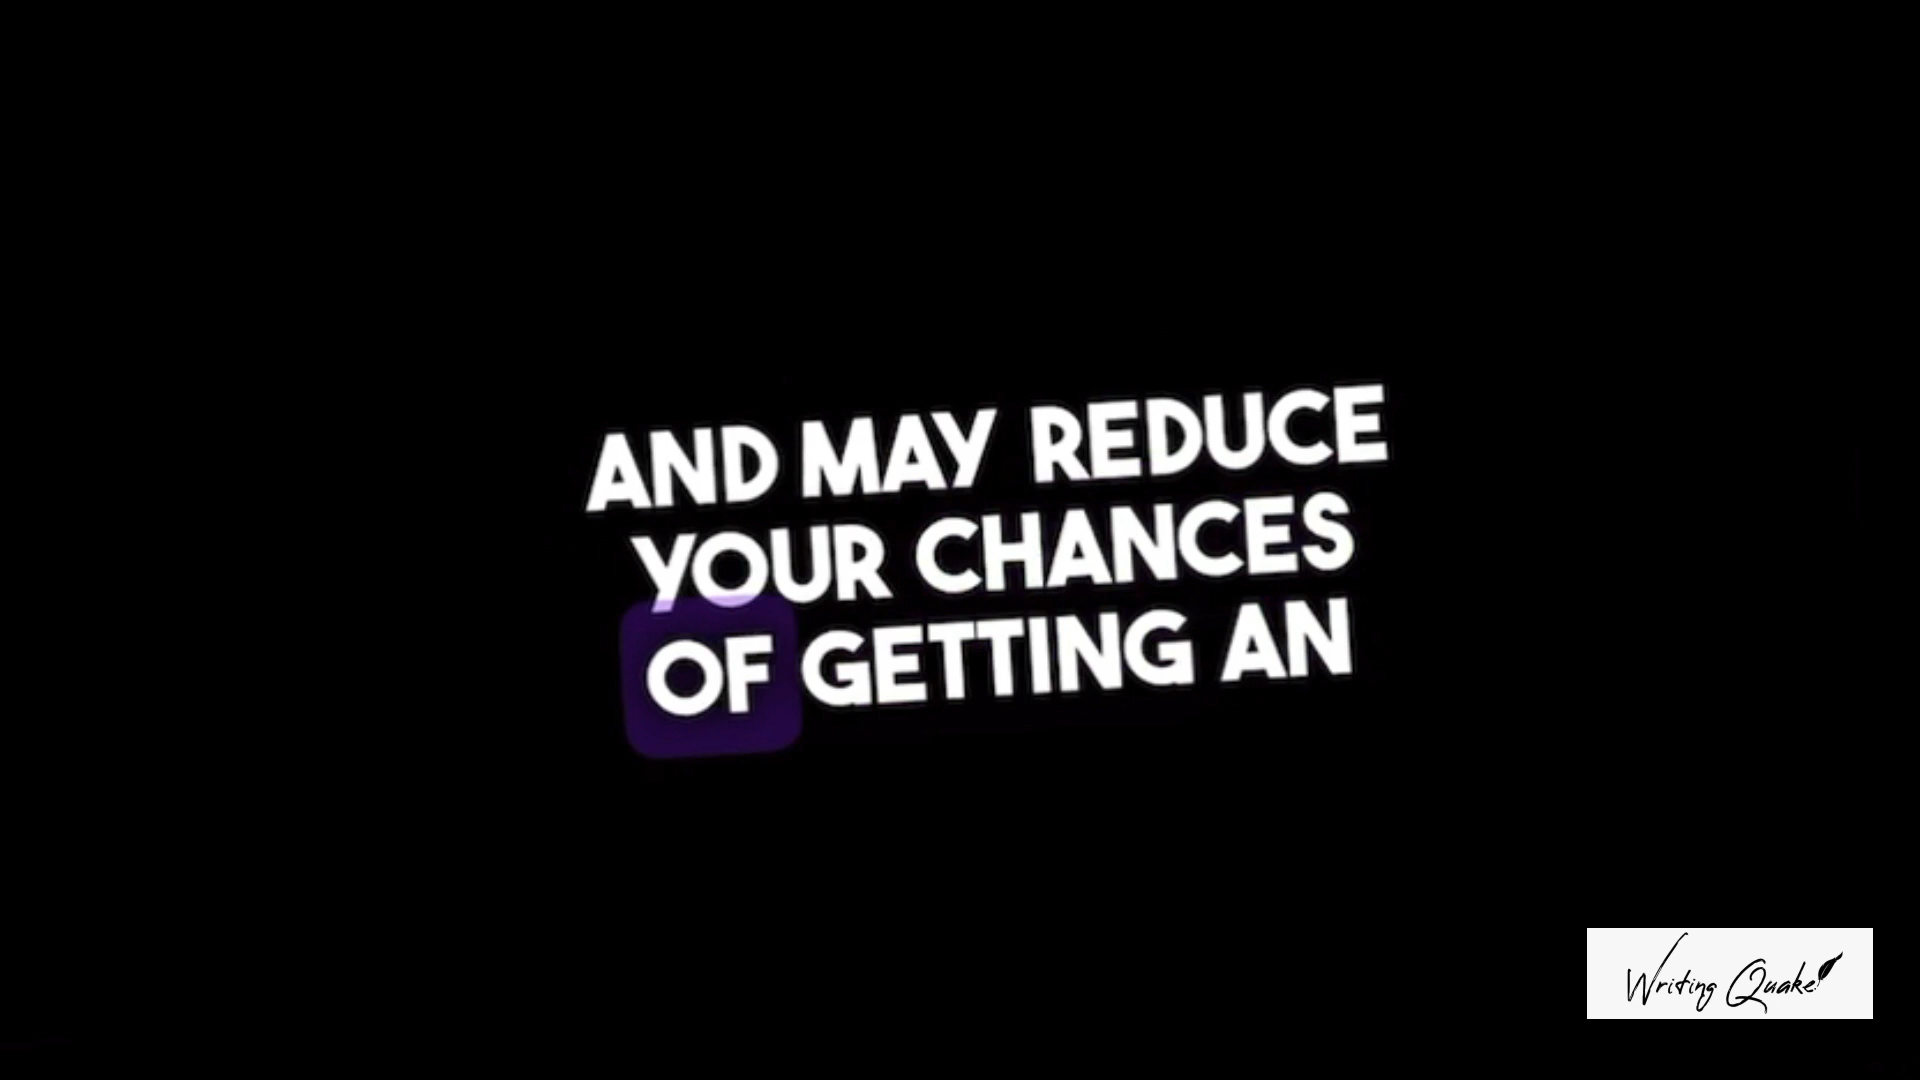 AND MAY REDUCE
YOUR CHANCES
OF GETTING AN
Writing Quake